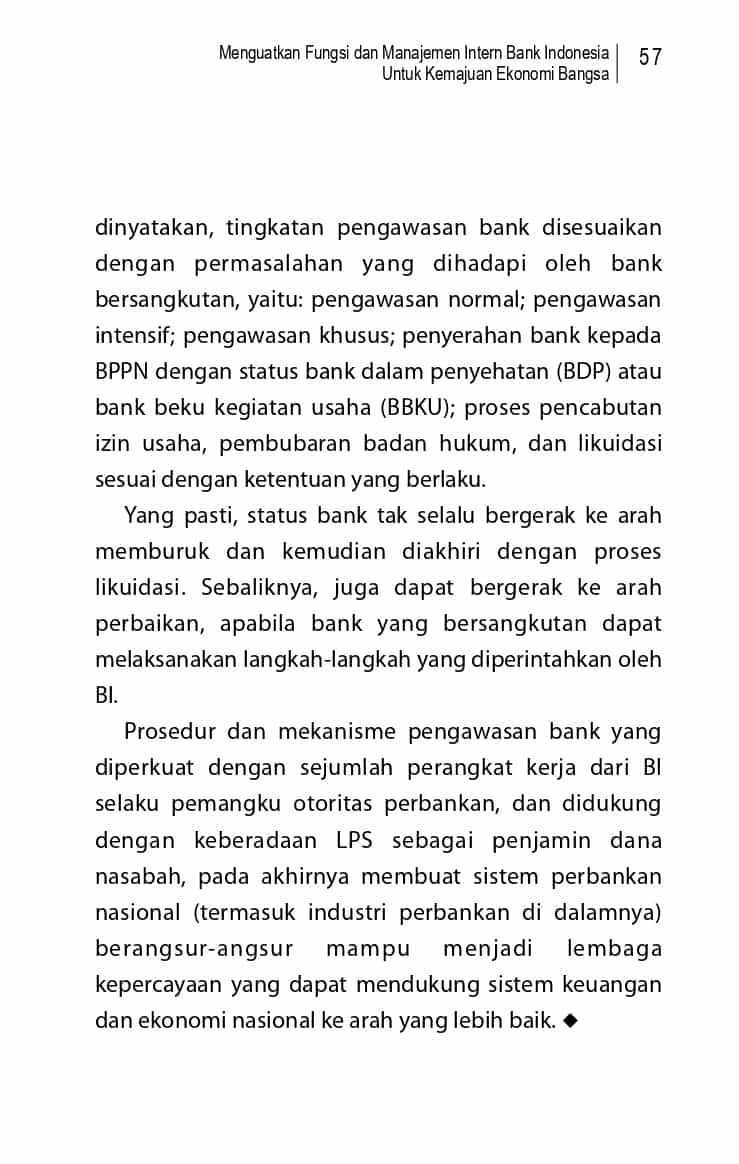 Menguatkan Fungsi dan Manajemen Intern Bank Indonesia
Untuk Kemajuan Ekonomi Bangsa
57
dinyatakan, tingkatan pengawasan bank disesuaikan
dengan permasalahan yang dihadapi oleh bank
bersangkutan, yaitu: pengawasan normal; pengawasan
intensif; pengawasan khusus; penyerahan bank kepada
BPPN dengan status bank dalam penyehatan (BDP) atau
bank beku kegiatan usaha (BBKU); proses pencabutan
izin usaha, pembubaran badan hukum, dan likuidasi
sesuai dengan ketentuan yang berlaku.
Yang pasti, status bank tak selalu bergerak ke arah
memburuk dan kemudian diakhiri dengan proses
likuidasi. Sebaliknya, juga dapat bergerak ke arah
perbaikan, apabila bank yang bersangkutan dapat
melaksanakan langkah-langkah yang diperintahkan oleh
BI.
Prosedur dan mekanisme pengawasan bank yang
diperkuat dengan sejumlah perangkat kerja dari BI
selaku pemangku otoritas perbankan, dan didukung
dengan keberadaan LPS sebagai penjamin dana
nasabah, pada akhirnya membuat sistem perbankan
nasional (termasuk industri perbankan di dalamnya)
berangsur-angsur mampu menjadi lembaga
kepercayaan yang dapat mendukung sistem keuangan
dan ekonomi nasional ke arah yang lebih baik. ◆